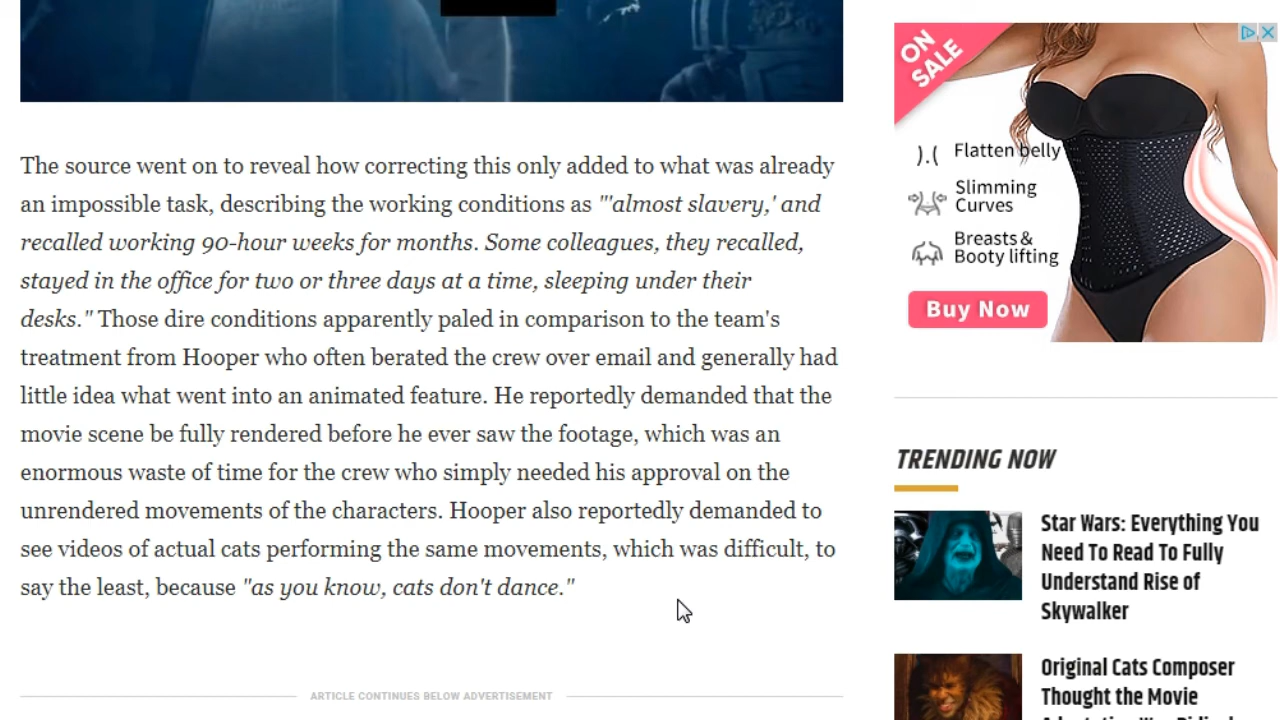 The source went on to reveal how correcting this only added to what was already
an impossible task, describing the working conditions as "'almost slavery,' and
recalled working 90-hour weeks for months. Some colleagues, they recalled,
stayed in the office for two or three days at a time, sleeping under their
desks." Those dire conditions apparently paled in comparison to the team's
treatment from Hooper who often berated the crew over email and generally had
little idea what went into an animated feature. He reportedly demanded that the
movie scene be fully rendered before he ever saw the footage, which was an
enormous waste of time for the crew who simply needed his approval on the
unrendered movements of the characters. Hooper also reportedly demanded to
see videos of actual cats performing the same movements, which was difficult, to
say the least, because "as you know, cats don't dance."
ARTICLE CONTINUES BELOW ADVERTISEMENT
ON
SALE
Flatten belly
Slimming
Curves
Breasts &
Booty lifting
Buy Now
TRENDING NOW
Star Wars: Everything You
Need To Read To Fully
Understand Rise of
Skywalker
Original Cats Composer
Thought the Movie